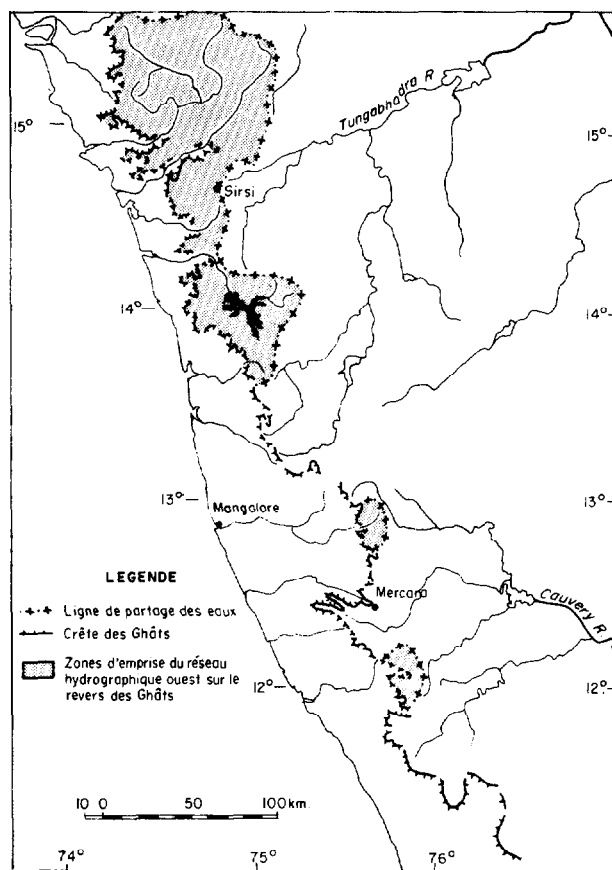 Tungabhadra R
15°
15°
Sirsi
14°
14°
13°
13°
Mangalore
LEGENDE
Ligne de partage des eaux
Crête des Ghâts
Zones d'emprise du réseau
hydrographique ouest sur le
revers des Ghâts
Mercara
Cauvery R
12°
12°
10 0 50 100 km.
74° 75° 76°